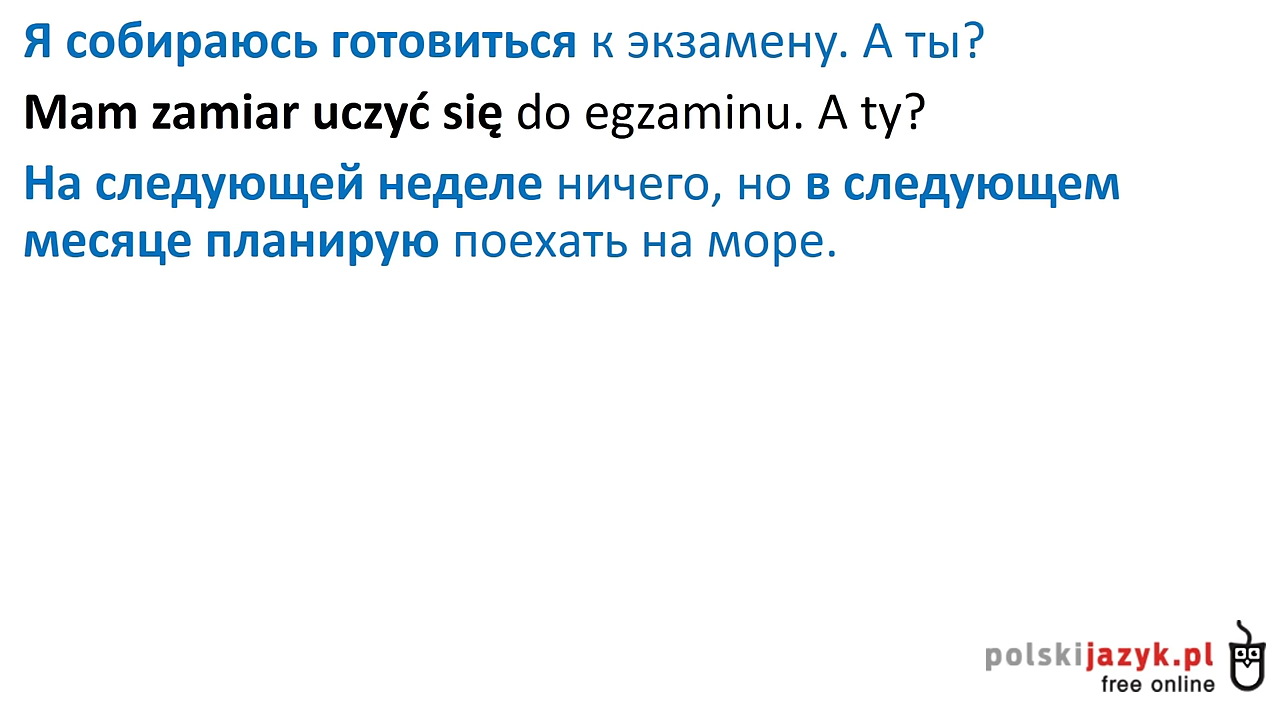 Я собираюсь готовиться к экзамену. А ты?
Mam zamiar uczyć się do egzaminu. A ty?
На следующей неделе ничего, но в следующем
месяце планирую поехать на море.
polskijazyk.pl
free online